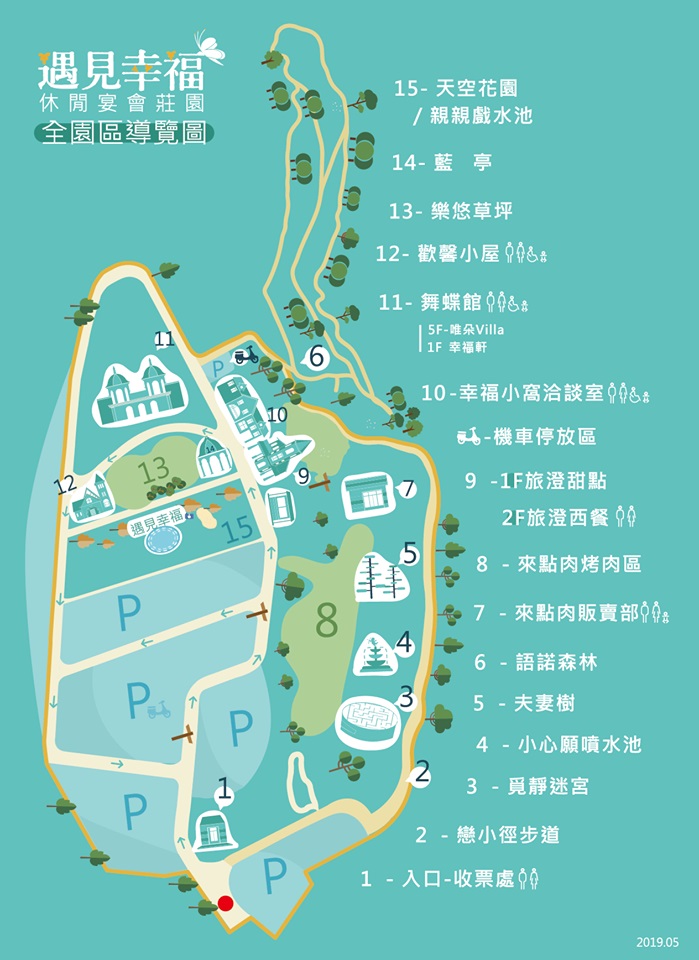 遇見幸福
休閒宴會莊園
全園區導覽圖
15- 天空花園
/ 親親戲水池
14- 藍 亭
13- 樂悠草坪
12- 歡馨小屋
11- 舞蝶館
5F-唯朵Villa
1F 幸福軒
10-幸福小窩洽談室
-機車停放區
9 -1F旅澄甜點
2F旅澄西餐
8 - 來點肉烤肉區
7 - 來點肉販賣部
6 - 語諾森林
5 - 夫妻樹
4 - 小心願噴水池
3 - 覓靜迷宮
2 - 戀小徑步道
1 - 入口-收票處
11
P
6
10
14
13
12
9
7
遇見幸福
15
5
P
8
4
P
P
3
2
1
P
P
2019.05